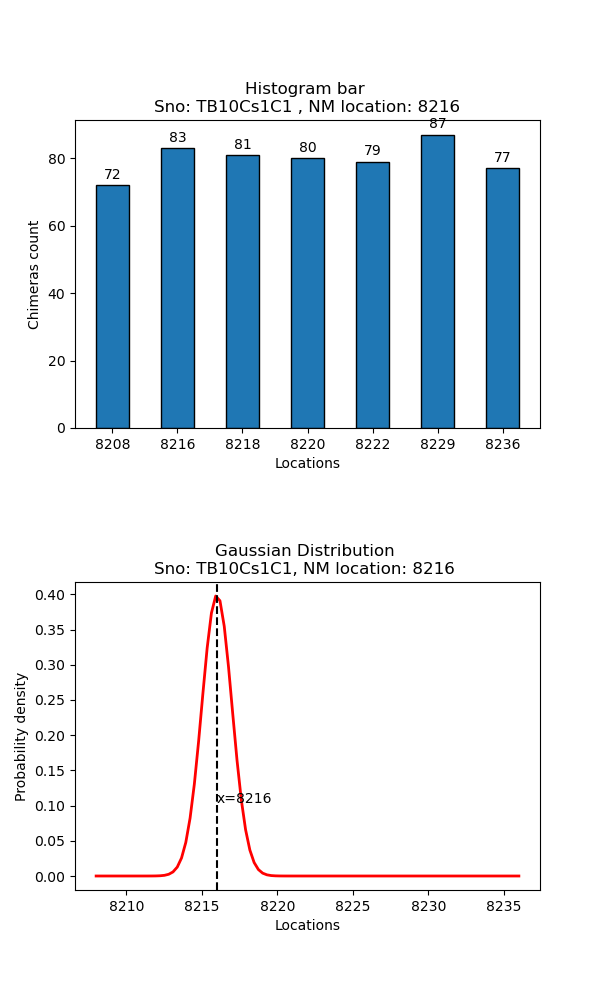 Histogram bar
Sno: TB10Cs1C1 , NM location: 8216
87
83
81
80
79
77
72
80
60
40
20
0
Chimeras count
8208 8216 8218 8220 8222 8229 8236
Locations
Gaussian Distribution
Sno: TB10Cs1C1, NM location: 8216
0.40
0.35
0.30
0.25
0.20
0.15
0.10
0.05
0.00
Probability density
x=8216
8210 8215 8220 8225 8230 8235
Locations